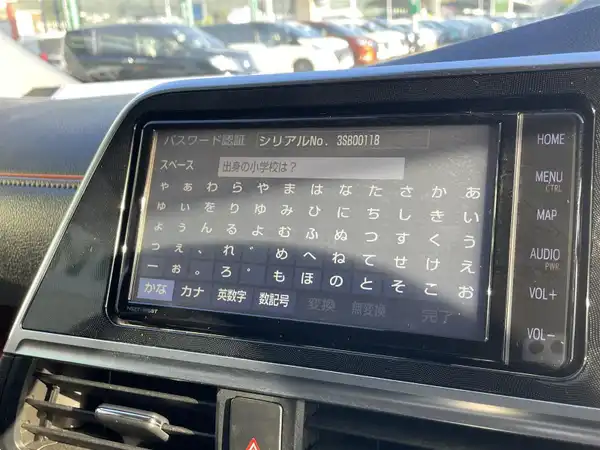 パスワード認証 シリアルNo. 3SB00118
スペース 出身の小学校は?
ゃ ぁ わ ら や ま は な た さ か あ
ゅ ぃ を り ゆ み ひ に ち し き い
ょ ぅ ん る よ む ふ ぬ つ す く う
っ ぇ 、 れ ゛ め へ ね て せ け え
ー ぉ 。 ろ ゜ も ほ の と そ こ お
かな カナ 英数字 数記号 変換 無変換 完了
HOME
MENU
CTRL
MAP
AUDIO
PWR
VOL+
VOL−